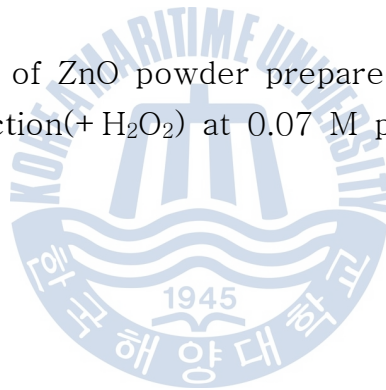 of ZnO powder prepare
ction(+H₂O₂) at 0.07 M p
KOREA MARITIME UNIVERSITY
1945
한국해양대학교